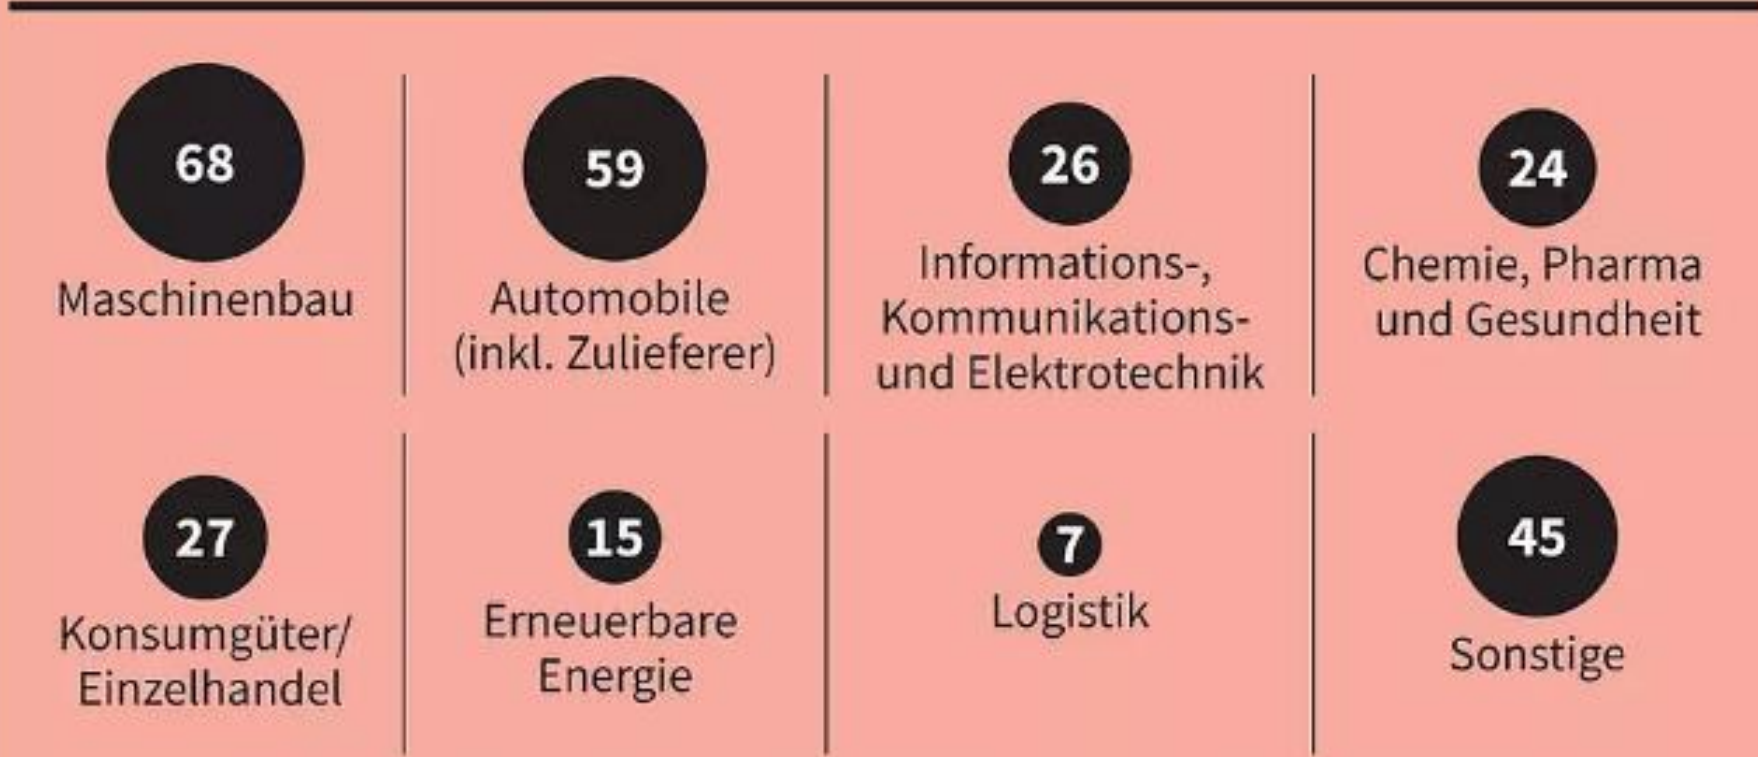 68
Maschinenbau
59
Automobile
(inkl. Zulieferer)
26
Informations-,
Kommunikations-
und Elektrotechnik
24
Chemie, Pharma
und Gesundheit
27
Konsumgüter/
Einzelhandel
15
Erneuerbare
Energie
7
Logistik
45
Sonstige